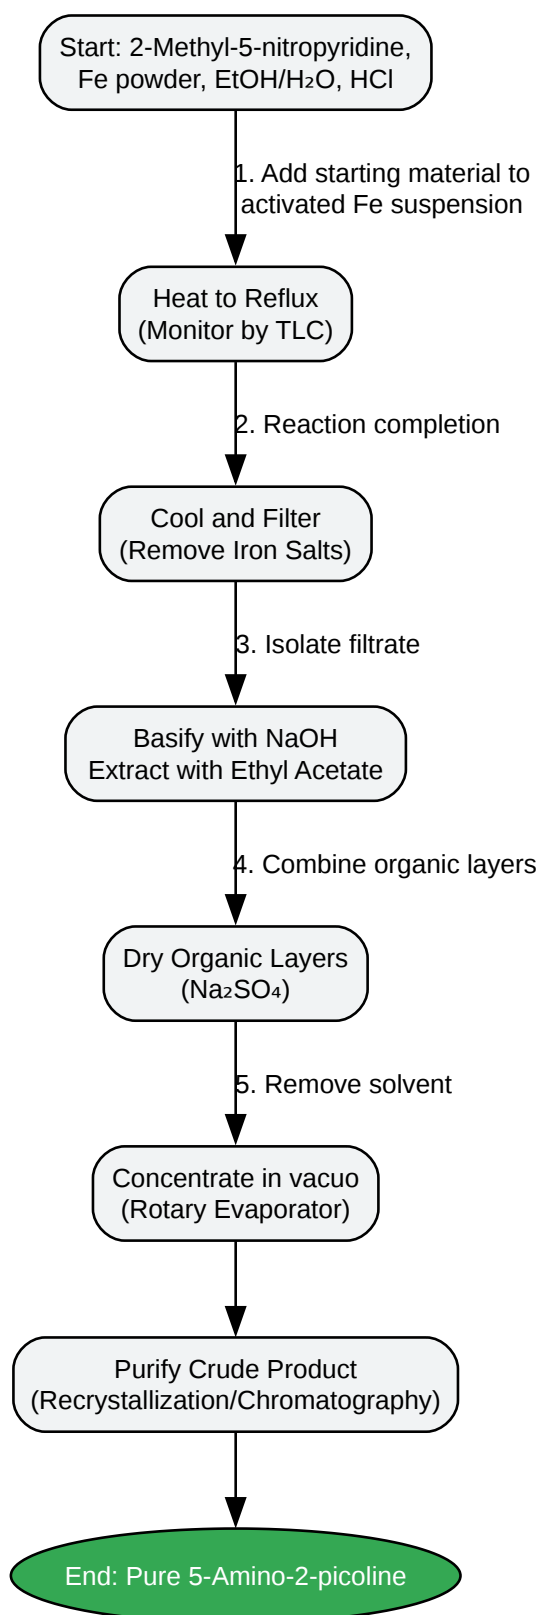 Start: 2-Methyl-5-nitropyridine,
Fe powder, EtOH/H₂O, HCl
1. Add starting material to
activated Fe suspension
Heat to Reflux
(Monitor by TLC)
2. Reaction completion
Cool and Filter
(Remove Iron Salts)
3. Isolate filtrate
Basify with NaOH
Extract with Ethyl Acetate
4. Combine organic layers
Dry Organic Layers
(Na₂SO₄)
5. Remove solvent
Concentrate in vacuo
(Rotary Evaporator)
Purify Crude Product
(Recrystallization/Chromatography)
End: Pure 5-Amino-2-picoline